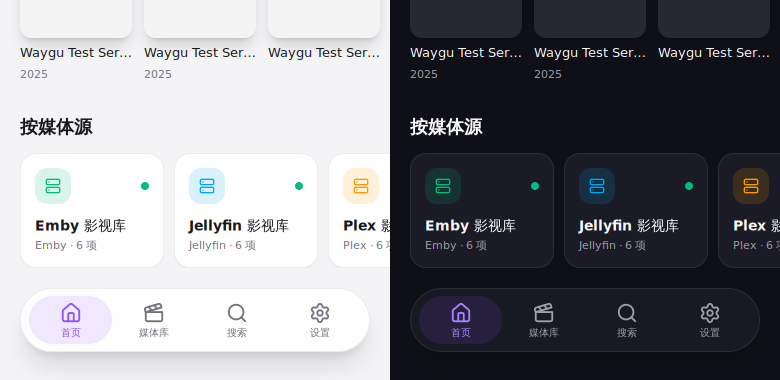 Waygu Test Ser... Waygu Test Ser... Waygu Test Ser...
2025 2025
按媒体源
Emby 影视库 Jellyfin 影视库 Plex
Emby · 6 项 Jellyfin · 6 项 Plex · 6 项
首页 媒体库 搜索 设置
Waygu Test Ser... Waygu Test Ser... Waygu Test Ser...
2025 2025
按媒体源
Emby 影视库 Jellyfin 影视库 Plex
Emby · 6 项 Jellyfin · 6 项 Plex · 6 项
首页 媒体库 搜索 设置